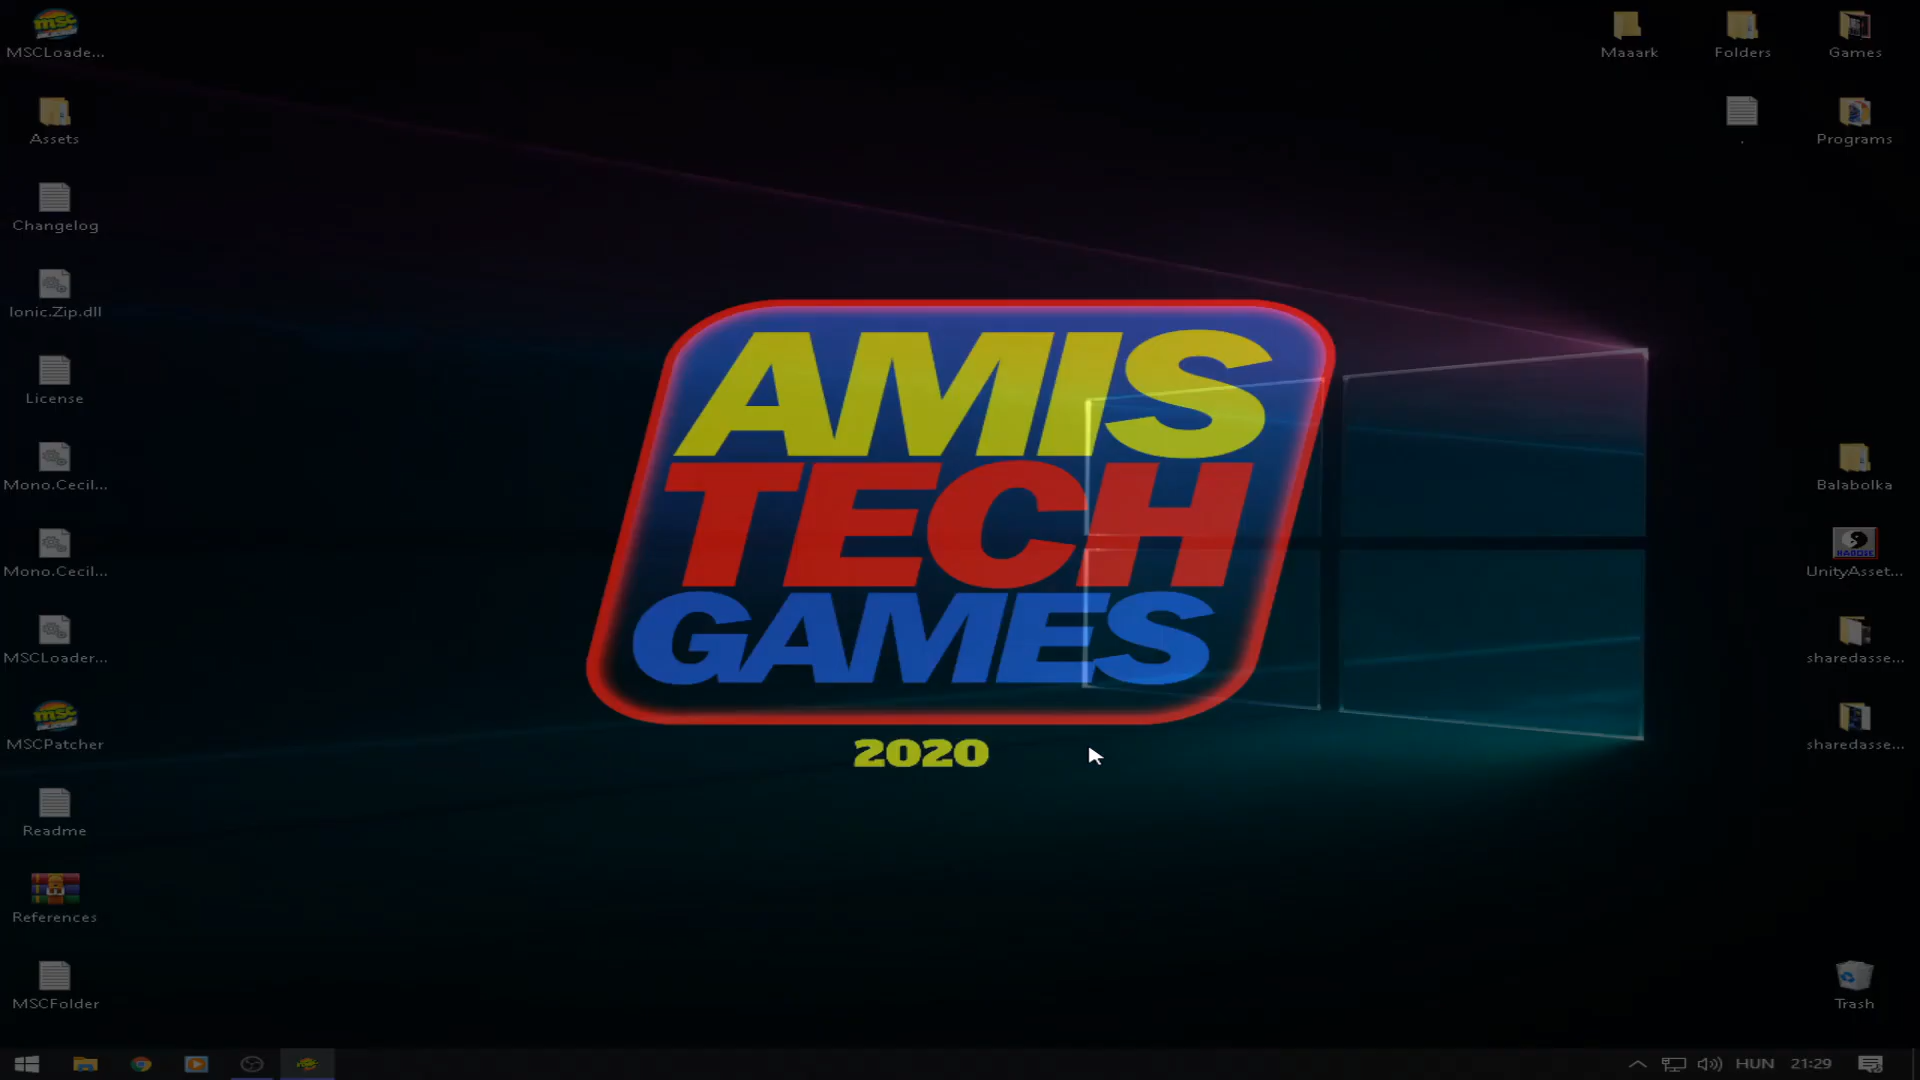 MSCLoade...
Assets
Changelog
Ionic.Zip.dll
License
Mono.Cecil...
Mono.Cecil...
MSCLoader...
MSCPatcher
Readme
References
MSCFolder
AMIS
TECH
GAMES
2020
Maaark
Folders
Games
.
Programs
Balabolka
UnityAsset...
sharedasse...
sharedasse...
Trash
HUN 21:29